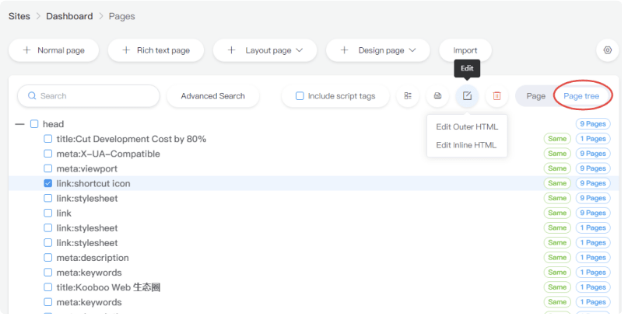 Sites > Dashboard > Pages
+ Normal page + Rich text page + Layout page + Design page Import
Edit
Search Advanced Search Include script tags Page Page tree
head 9 Pages
Edit Outer HTML
title:Cut Development Cost by 80% Same 1 Pages
Edit Inline HTML
meta:X-UA-Compatible Same 9 Pages
meta:viewport Same 9 Pages
link:shortcut icon Same 9 Pages
link:stylesheet Same 9 Pages
link Same 1 Pages
link:stylesheet Same 1 Pages
link:stylesheet Same 1 Pages
meta:description Same 1 Pages
meta:keywords Same 1 Pages
title:Kooboo Web 生态圈 Same 1 Pages
meta:keywords Same 1 Pages